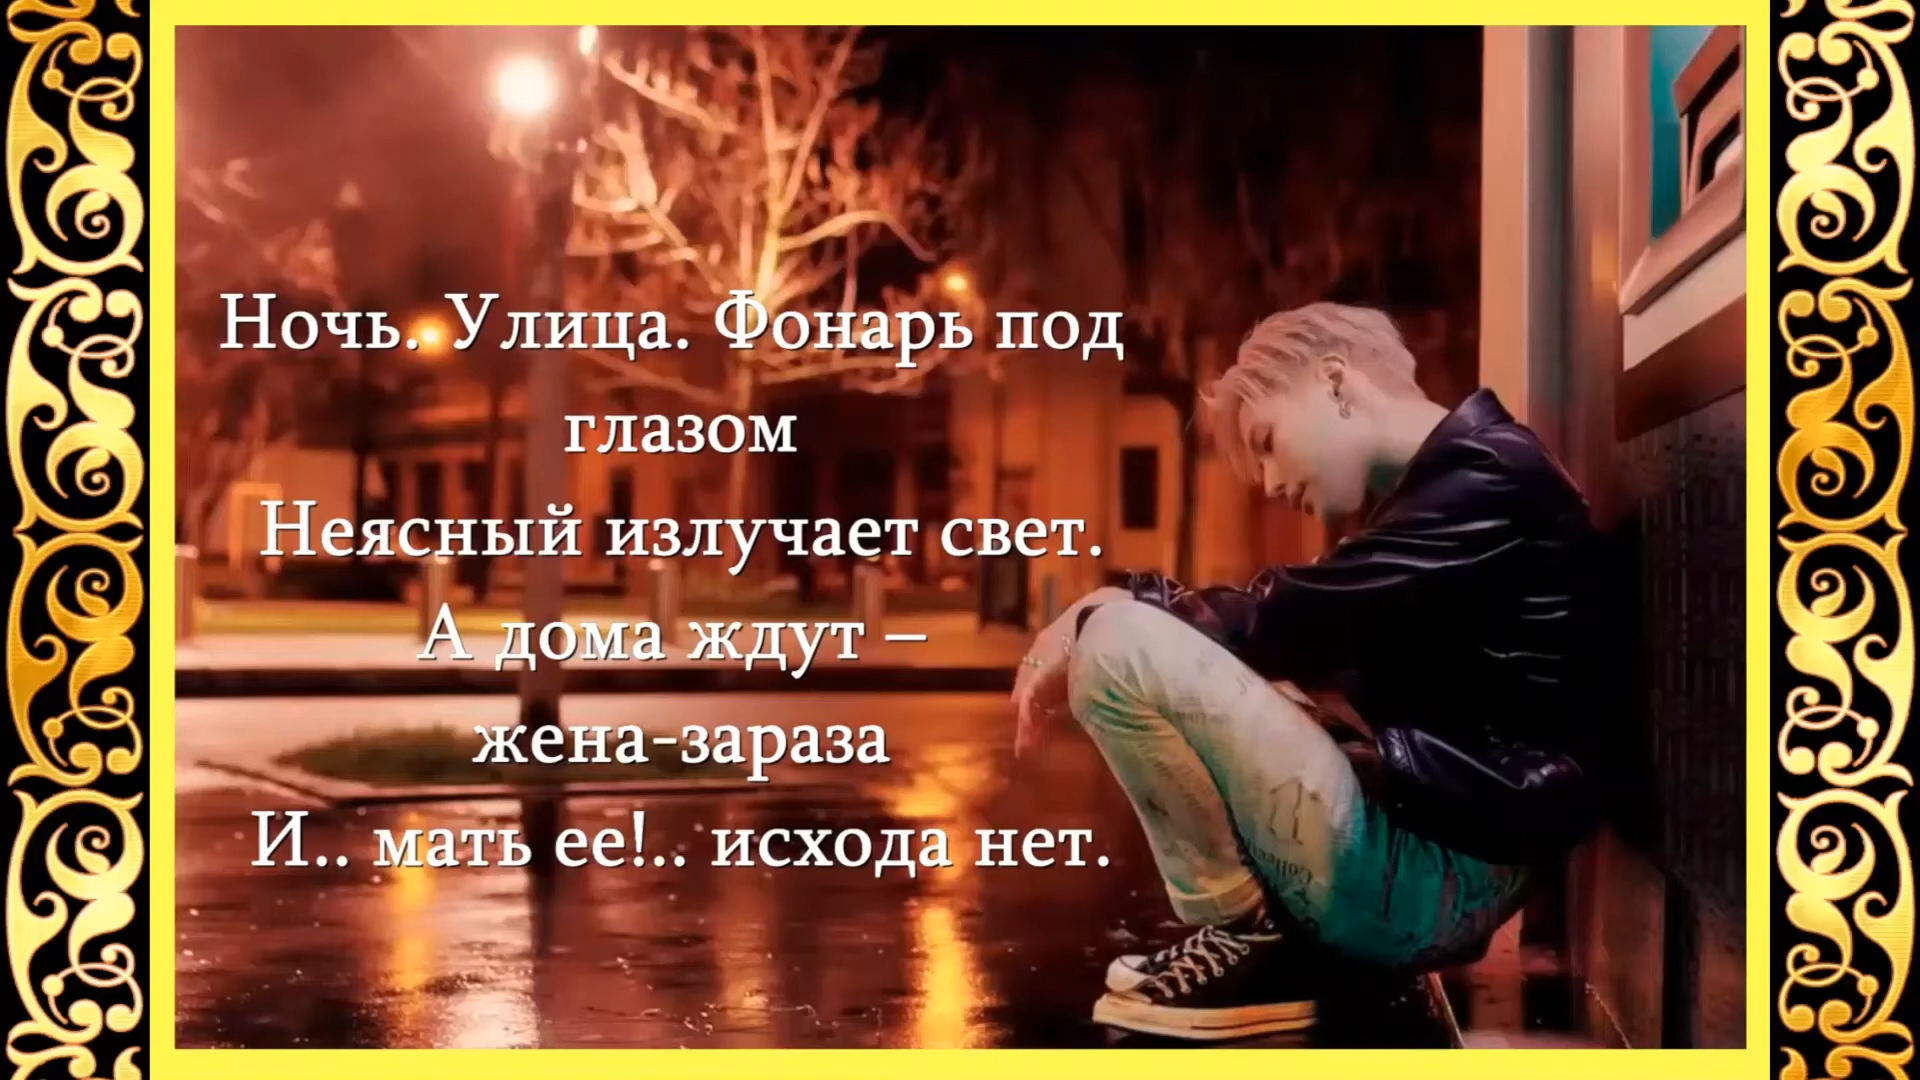 Ночь. Улица. Фонарь под
глазом
Неясный излучает свет.
А дома ждут –
жена-зараза
И.. мать ее!.. исхода нет.